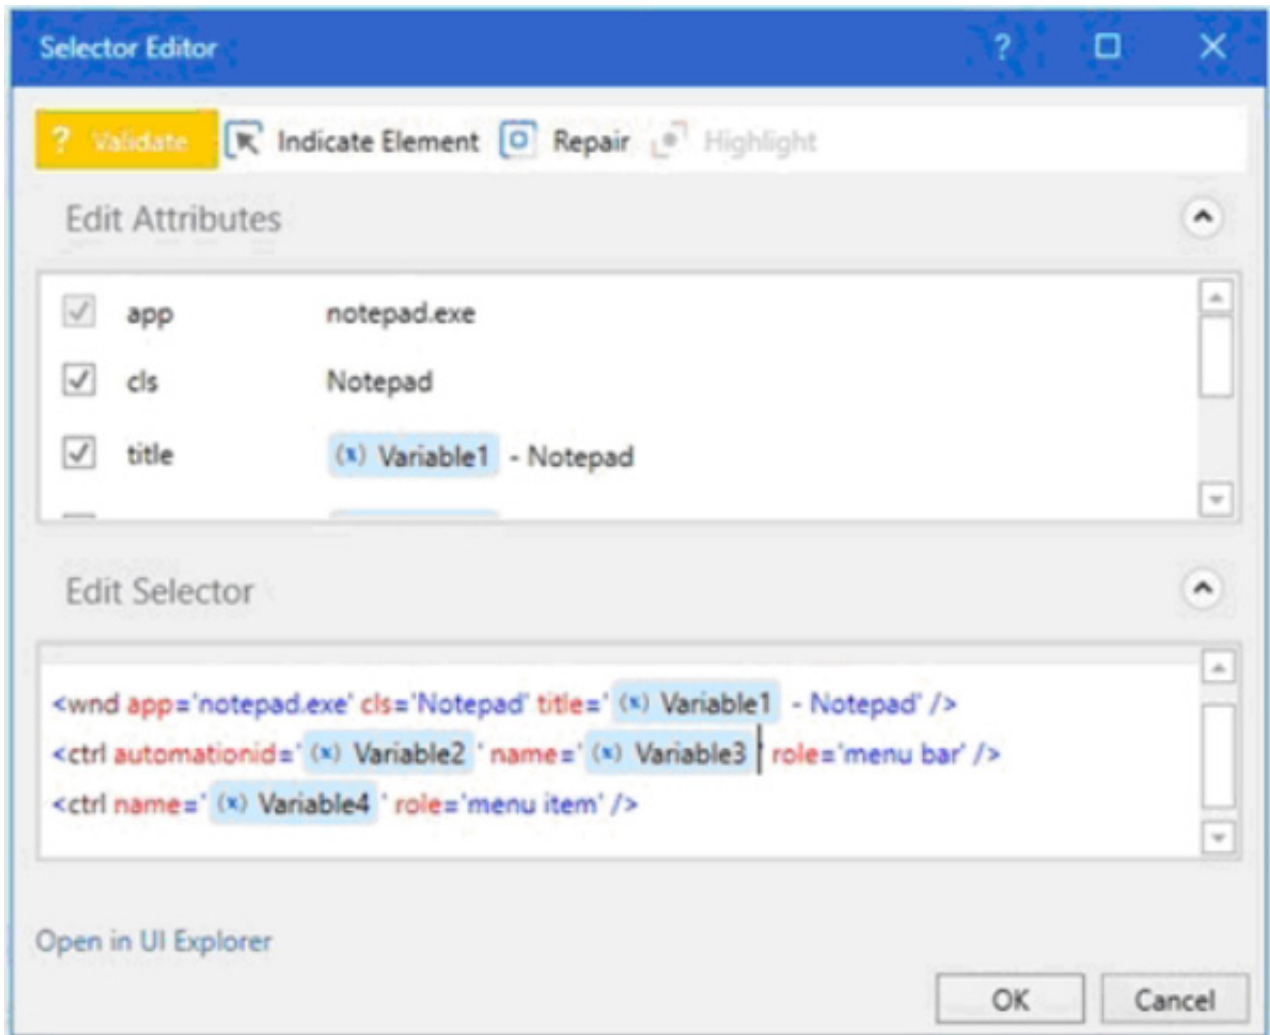 Selector Editor
? Validate Indicate Element Repair Highlight
Edit Attributes
app notepad.exe
cls Notepad
title (x) Variable1 - Notepad
Edit Selector
<wnd app='notepad.exe' cls='Notepad' title=' (x) Variable1 - Notepad' />
<ctrl automationid=' (x) Variable2 ' name=' (x) Variable3 ' role='menu bar' />
<ctrl name=' (x) Variable4 ' role='menu item' />
Open in UI Explorer
OK Cancel